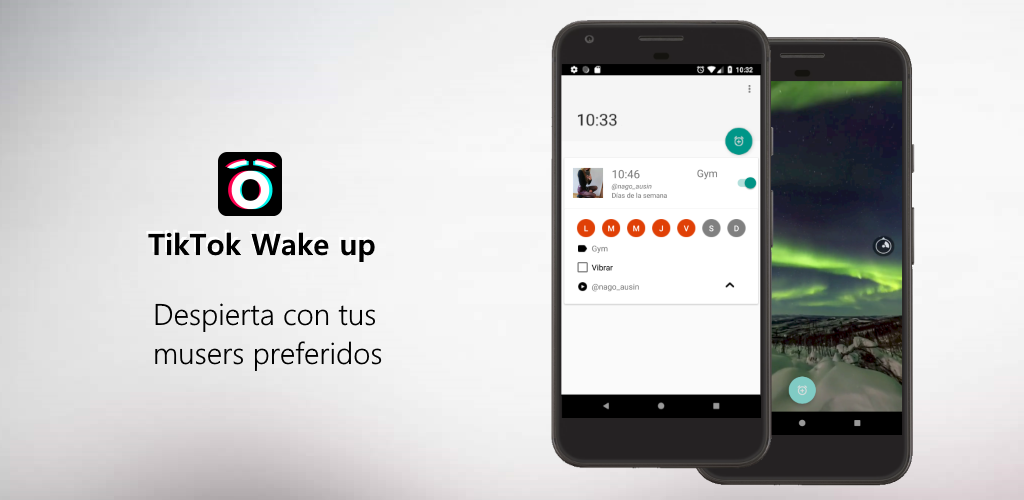 TikTok Wake up
Despierta con tus
musers preferidos
10:32
10:33
10:46 Gym
@nago_ausin
Días de la semana
L M M J V S D
Gym
Vibrar
@nago_ausin